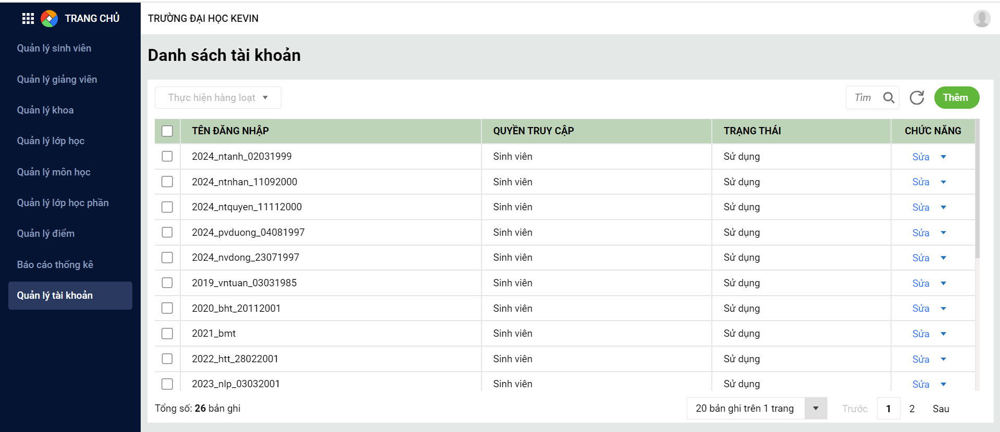 TRANG CHỦ
Quản lý sinh viên
Quản lý giảng viên
Quản lý khoa
Quản lý lớp học
Quản lý môn học
Quản lý lớp học phần
Quản lý điểm
Báo cáo thống kê
Quản lý tài khoản
TRƯỜNG ĐẠI HỌC KEVIN
Danh sách tài khoản
Thực hiện hàng loạt Tìm Thêm
TÊN ĐĂNG NHẬP QUYỀN TRUY CẬP TRẠNG THÁI CHỨC NĂNG
2024_ntanh_02031999 Sinh viên Sử dụng Sửa
2024_ntnhan_11092000 Sinh viên Sử dụng Sửa
2024_ntquyen_11112000 Sinh viên Sử dụng Sửa
2024_pvduong_04081997 Sinh viên Sử dụng Sửa
2024_nvdong_23071997 Sinh viên Sử dụng Sửa
2019_vntuan_03031985 Sinh viên Sử dụng Sửa
2020_bht_20112001 Sinh viên Sử dụng Sửa
2021_bmt Sinh viên Sử dụng Sửa
2022_htt_28022001 Sinh viên Sử dụng Sửa
2023_nlp_03032001 Sinh viên Sử dụng Sửa
Tổng số: 26 bản ghi 20 bản ghi trên 1 trang Trước 1 2 Sau